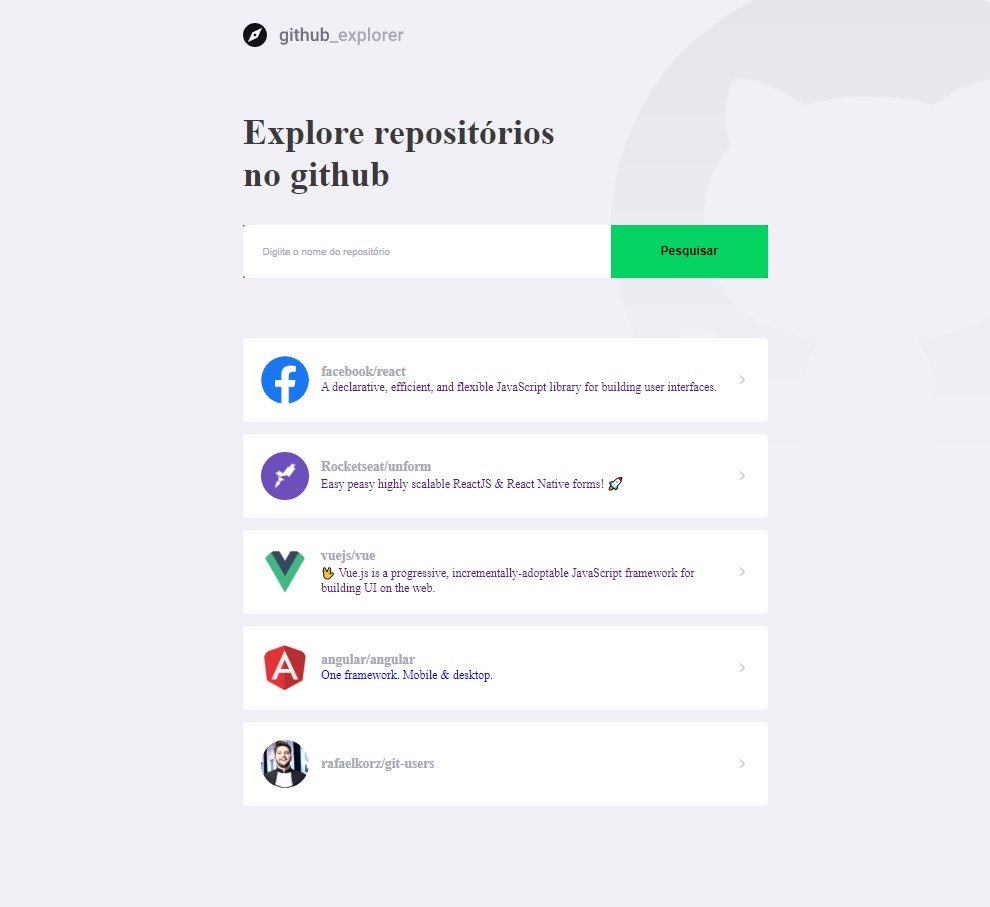 github_explorer
Explore repositórios
no github
Digiite o nome do repositório
Pesquisar
facebook/react
A declarative, efficient, and flexible JavaScript library for building user interfaces.
Rocketseat/unform
Easy peasy highly scalable ReactJS & React Native forms! 🚀
vuejs/vue
🖖 Vue.js is a progressive, incrementally-adoptable JavaScript framework for
building UI on the web.
angular/angular
One framework. Mobile & desktop.
rafaelkorz/git-users